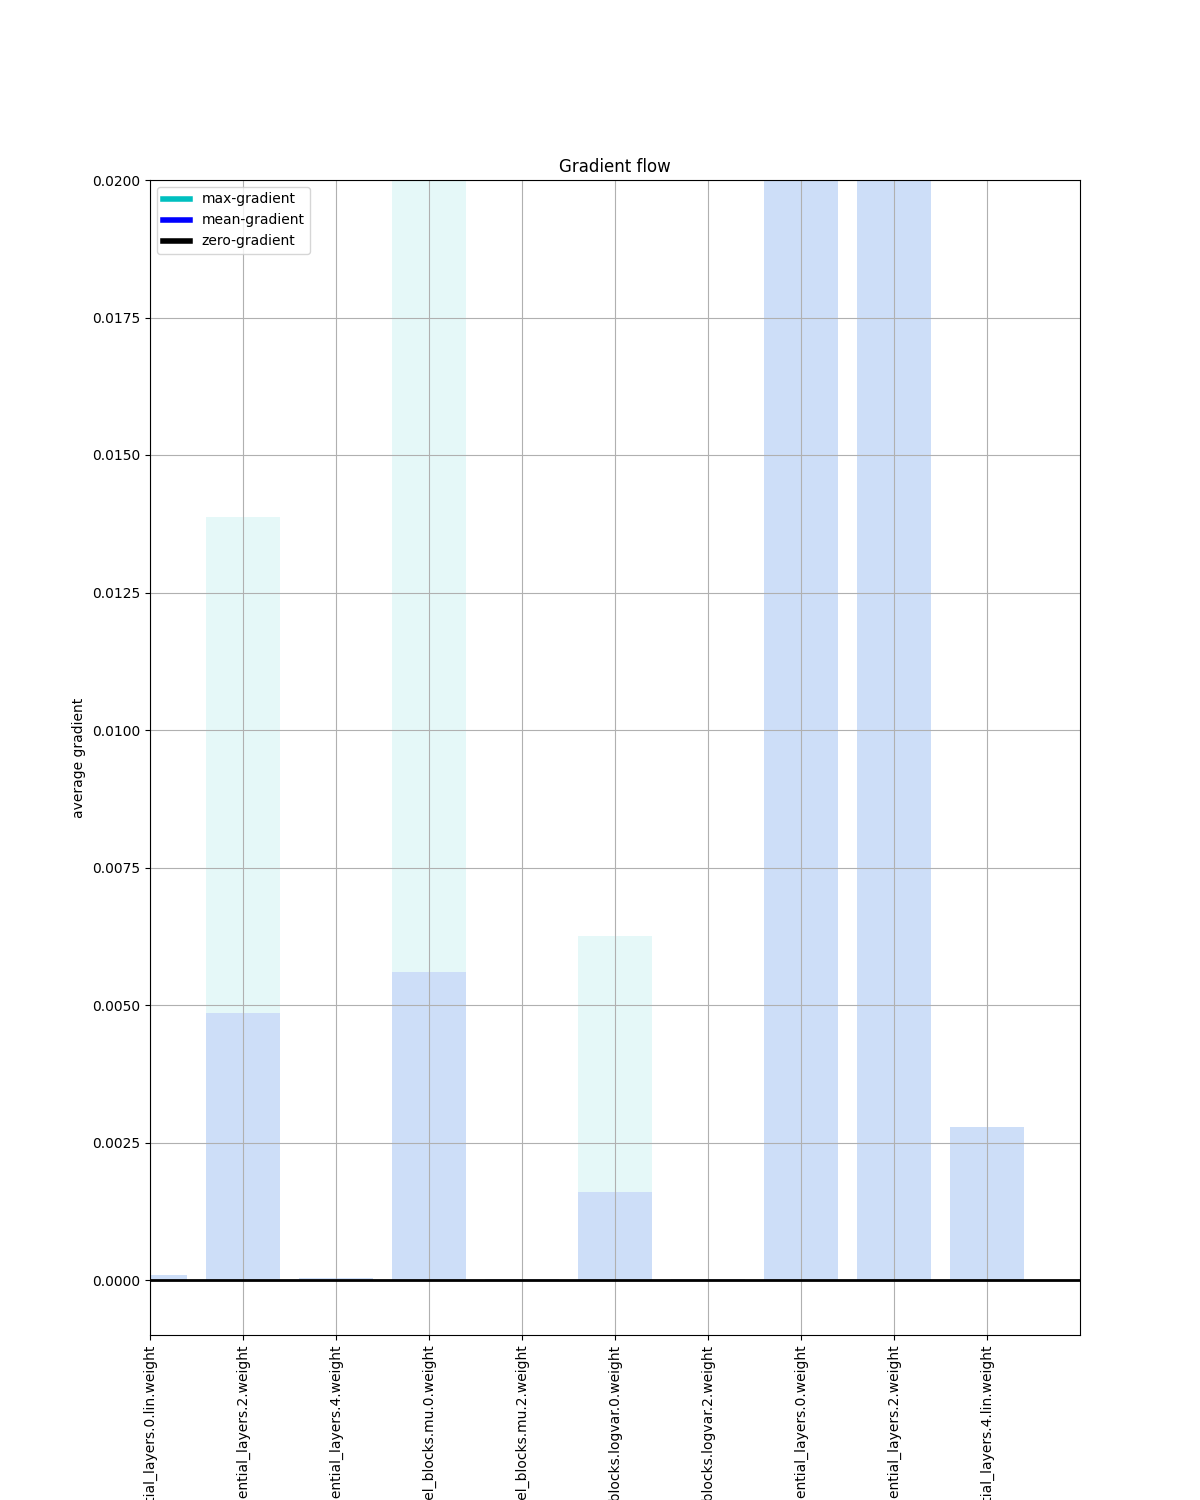 Gradient flow
max-gradient
mean-gradient
zero-gradient
0.0200
0.0175
0.0150
0.0125
0.0100
0.0075
0.0050
0.0025
0.0000
average gradient
tial_layers.0.lin.weight
ential_layers.2.weight
ential_layers.4.weight
el_blocks.mu.0.weight
el_blocks.mu.2.weight
blocks.logvar.0.weight
blocks.logvar.2.weight
ential_layers.0.weight
ential_layers.2.weight
tial_layers.4.lin.weight